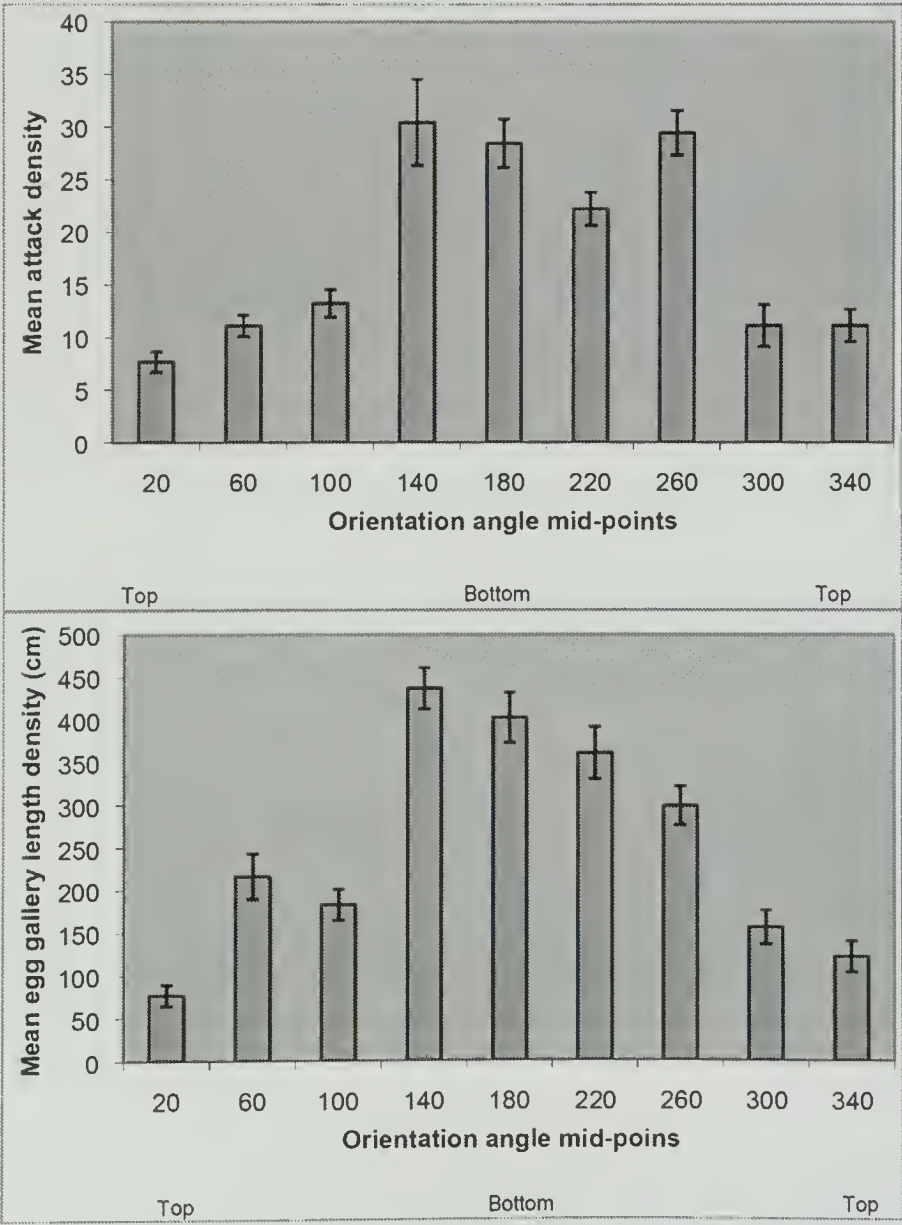 Mean attack density
40
35
30
25
20
15
10
5
0
20 60 100 140 180 220 260 300 340
Orientation angle mid-points
Top Bottom Top
Mean egg gallery length density (cm)
500
450
400
350
300
250
200
150
100
50
0
20 60 100 140 180 220 260 300 340
Orientation angle mid-poins
Top Bottom Top